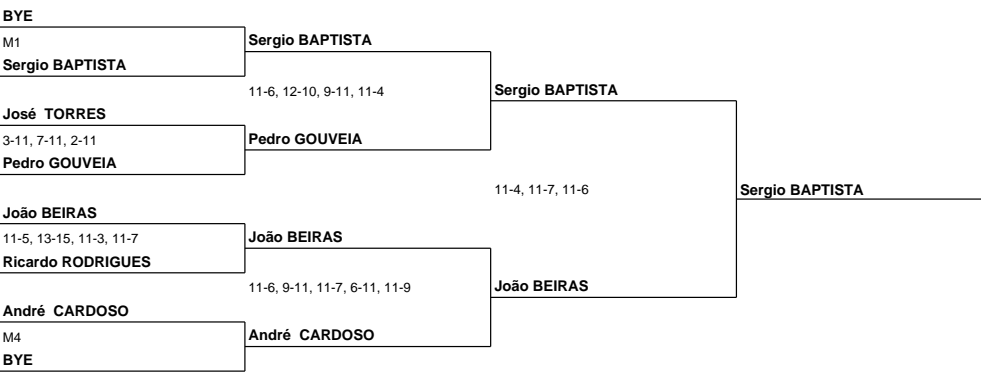 BYE
M1
Sergio BAPTISTA
José TORRES
3-11, 7-11, 2-11
Pedro GOUVEIA
João BEIRAS
11-5, 13-15, 11-3, 11-7
Ricardo RODRIGUES
André CARDOSO
M4
BYE
Sergio BAPTISTA
11-6, 12-10, 9-11, 11-4
Pedro GOUVEIA
João BEIRAS
11-6, 9-11, 11-7, 6-11, 11-9
André CARDOSO
Sergio BAPTISTA
11-4, 11-7, 11-6
João BEIRAS
Sergio BAPTISTA